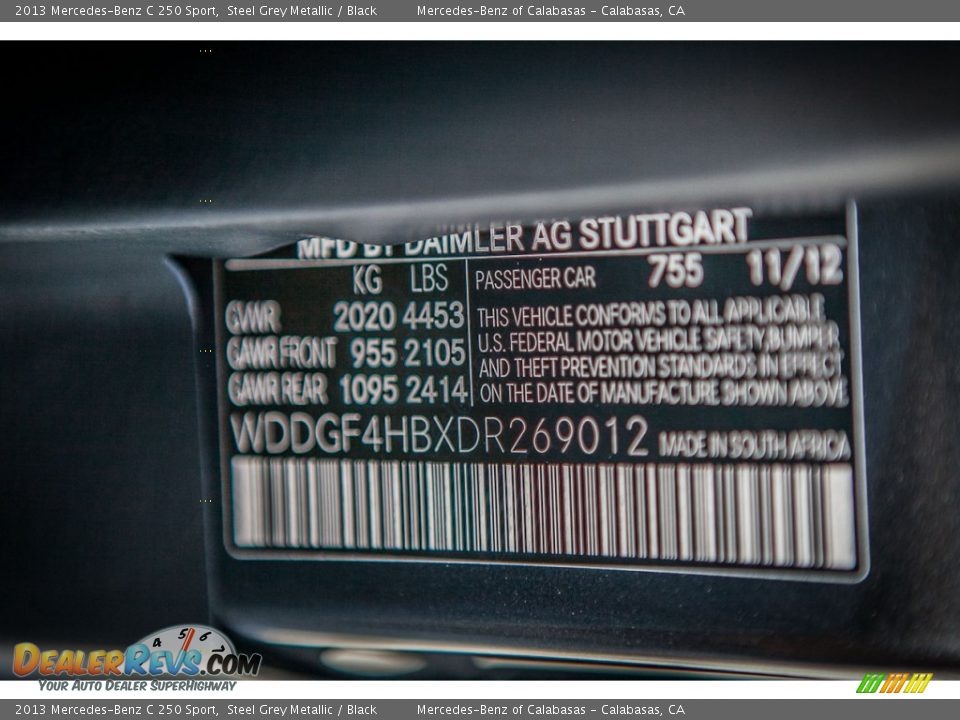 2013 Mercedes-Benz C 250 Sport, Steel Grey Metallic / Black Mercedes-Benz of Calabasas - Calabasas, CA
MFD BY DAIMLER AG STUTTGART
KG LBS PASSENGER CAR 755 11/12
GVWR 2020 4453 THIS VEHICLE CONFORMS TO ALL APPLICABLE
GAWR FRONT 955 2105 U.S. FEDERAL MOTOR VEHICLE SAFETY, BUMPER
AND THEFT PREVENTION STANDARDS IN EFFECT
GAWR REAR 1095 2414 ON THE DATE OF MANUFACTURE SHOWN ABOVE
WDDGF4HBXDR269012 MADE IN SOUTH AFRICA
4 5 6
DEALERREVS.COM
YOUR AUTO DEALER SUPERHIGHWAY
2013 Mercedes-Benz C 250 Sport, Steel Grey Metallic / Black Mercedes-Benz of Calabasas - Calabasas, CA